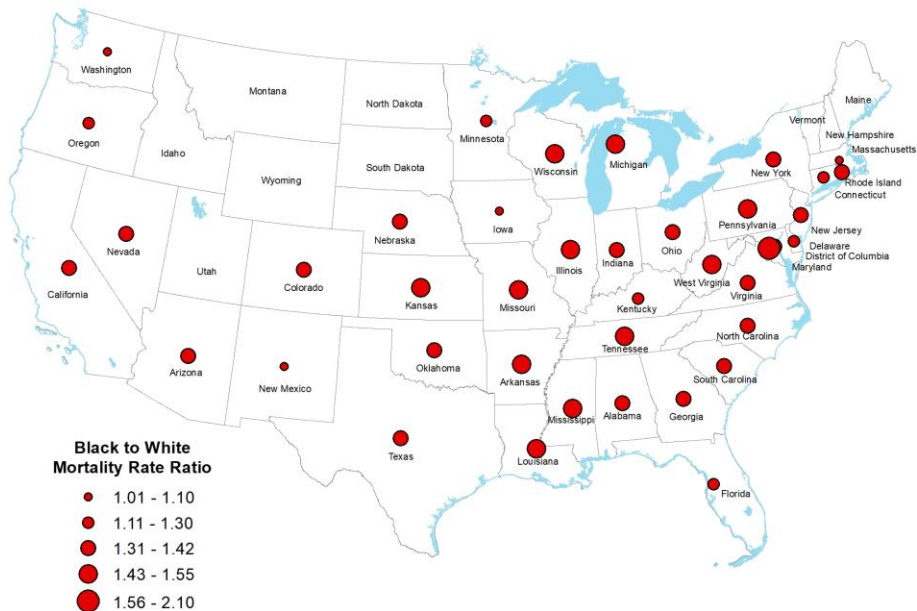 Washington
Montana
North Dakota
Minnesota
Maine
Vermont
New Hampshire
Massachusetts
Oregon
Idaho
South Dakota
Wisconsin
Michigan
New York
Rhode Island
Connecticut
Wyoming
Iowa
Nebraska
Pennsylvania
New Jersey
Nevada
Utah
Colorado
Illinois
Indiana
Ohio
Delaware
District of Columbia
Maryland
California
Kansas
Missouri
West Virginia
Virginia
Kentucky
Arizona
New Mexico
Oklahoma
Arkansas
Tennessee
North Carolina
South Carolina
Mississippi
Alabama
Georgia
Texas
Louisiana
Florida
Black to White
Mortality Rate Ratio
1.01 - 1.10
1.11 - 1.30
1.31 - 1.42
1.43 - 1.55
1.56 - 2.10